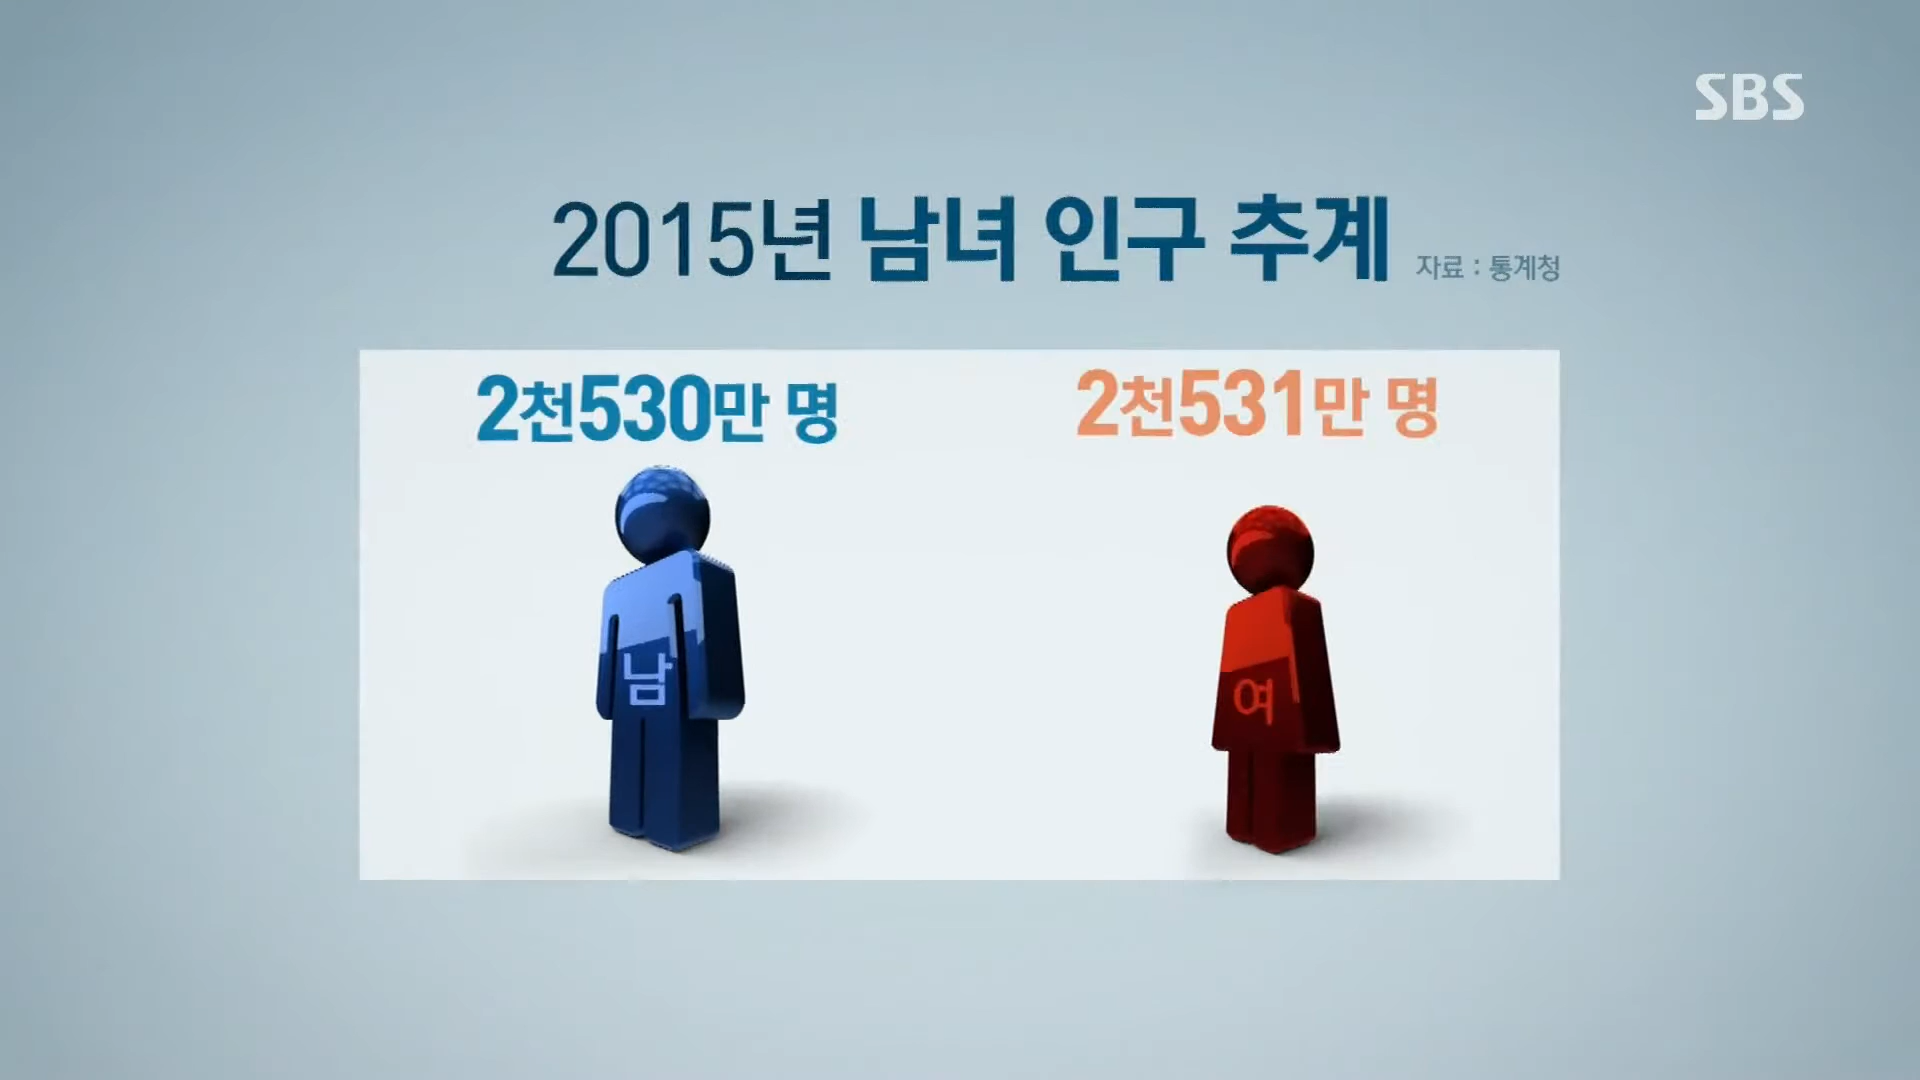 SBS
2015년 남녀 인구 추계 자료 : 통계청
2천530만 명
2천531만 명
남
여